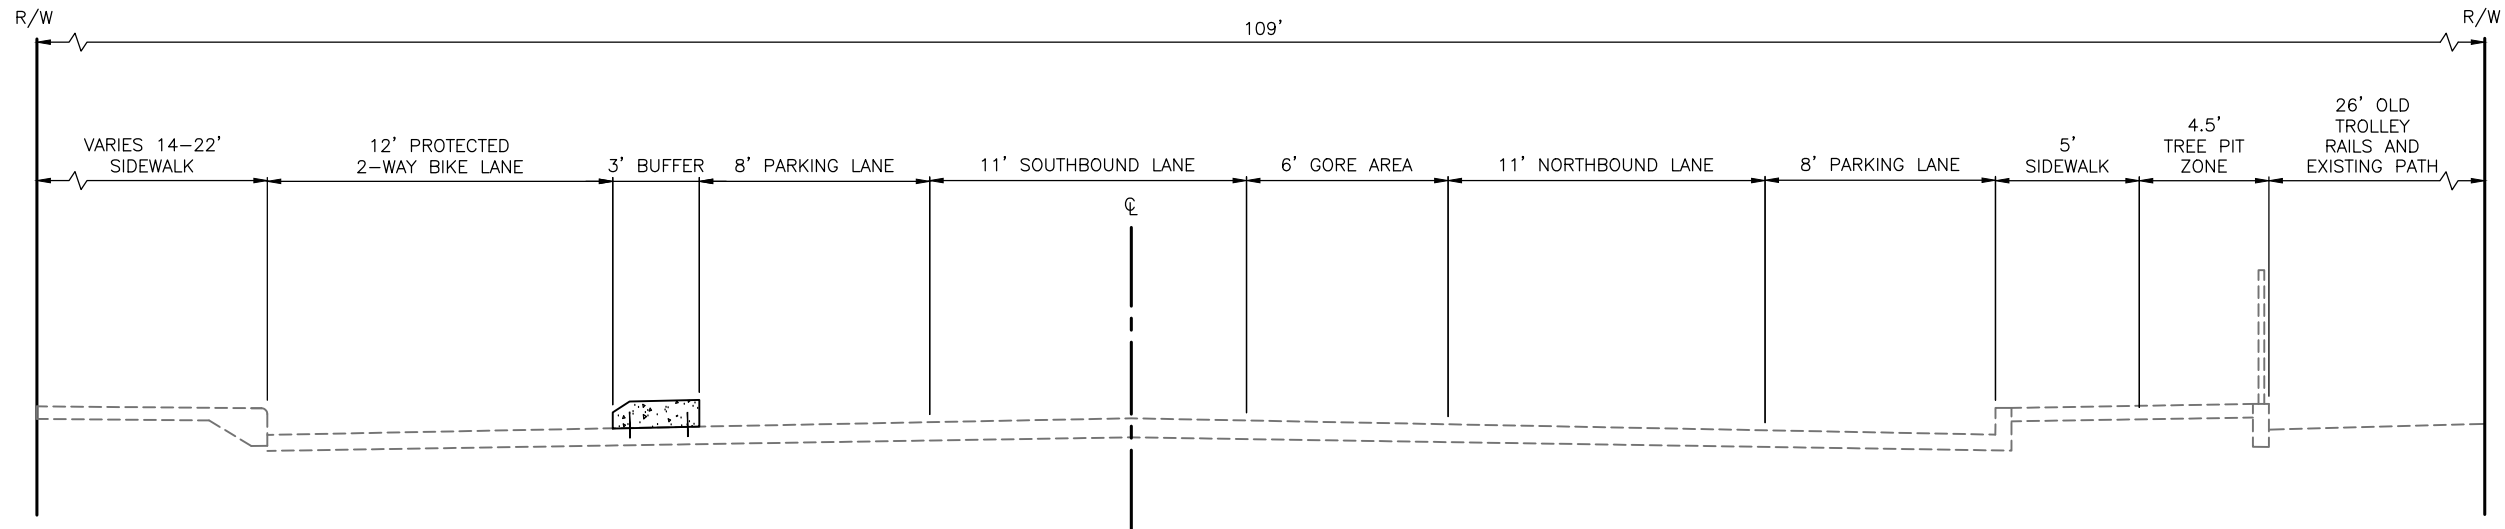 R/W
109'
R/W
VARIES 14-22'
SIDEWALK
12' PROTECTED
2-WAY BIKE LANE
3' BUFFER
8' PARKING LANE
11' SOUTHBOUND LANE
6' GORE AREA
11' NORTHBOUND LANE
8' PARKING LANE
5'
SIDEWALK
4.5'
TREE PIT
ZONE
26' OLD
TROLLEY
RAILS AND
EXISTING PATH
CL